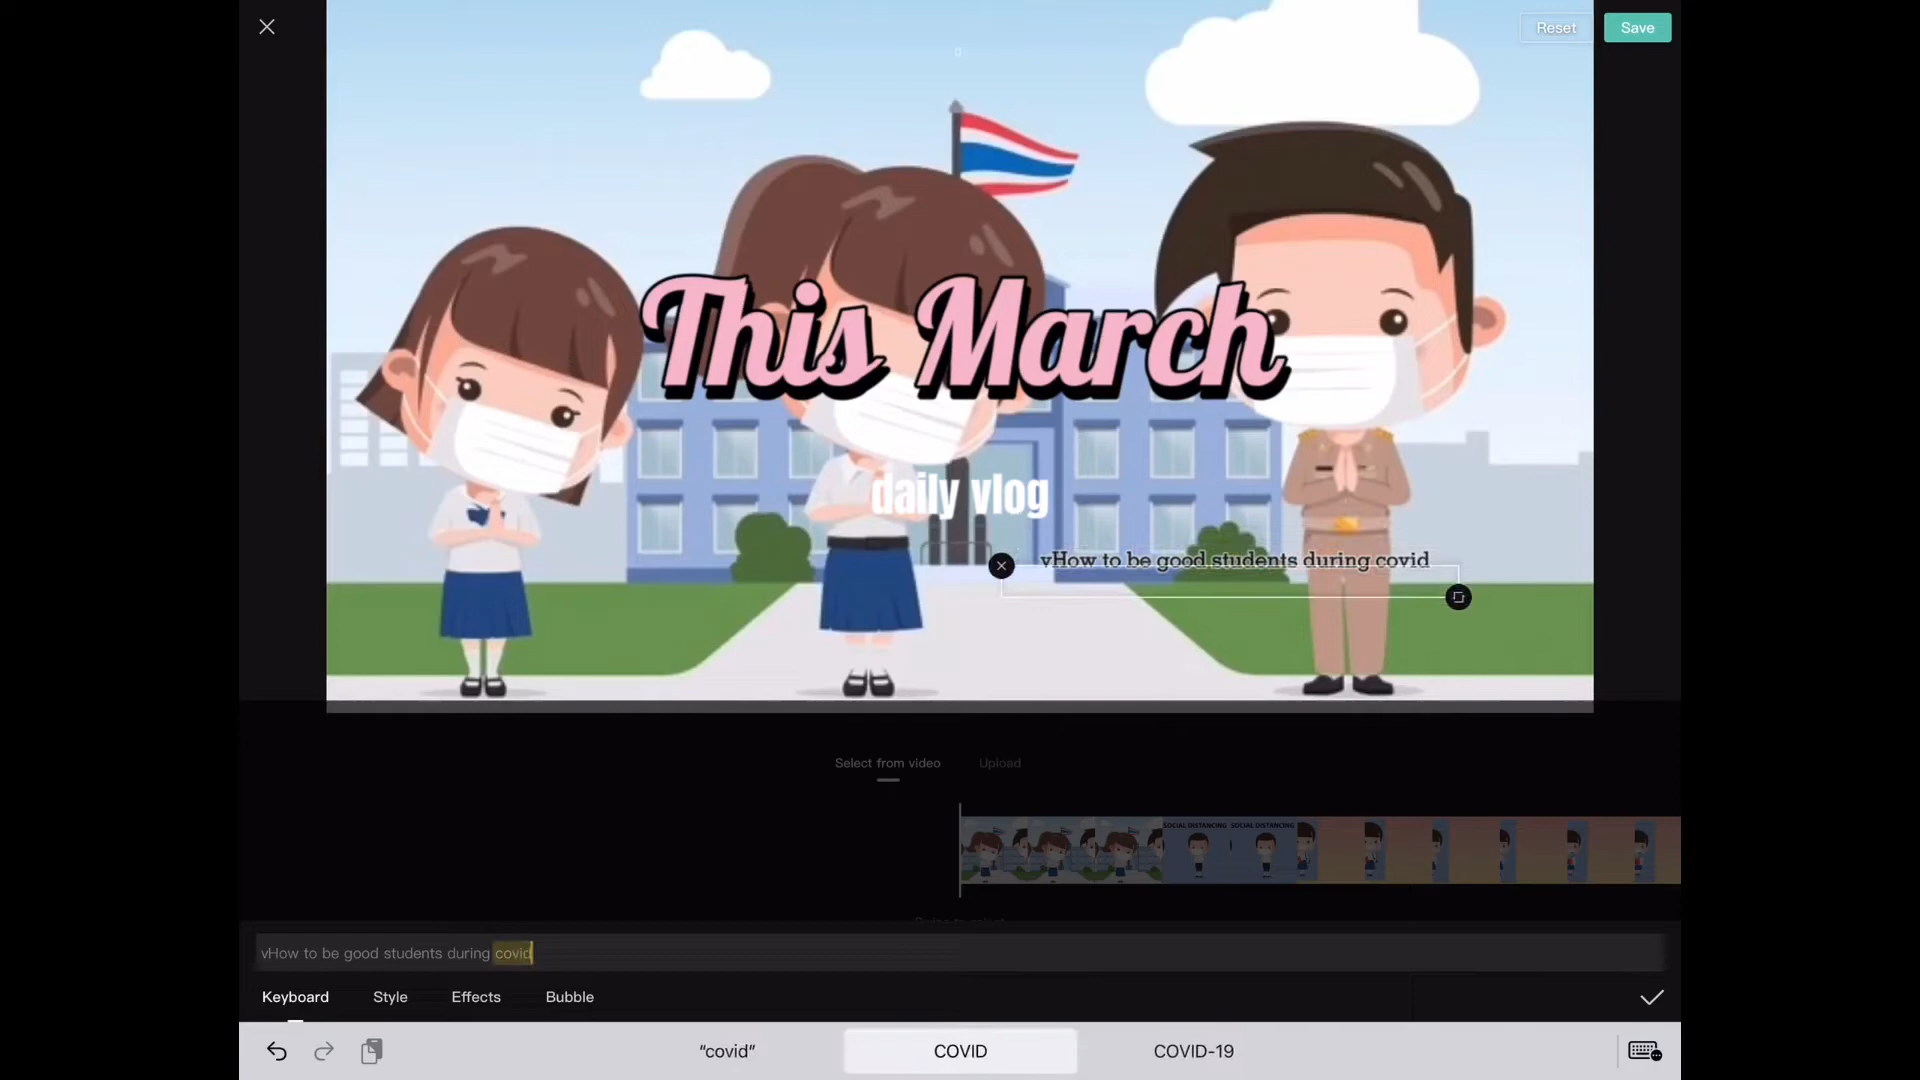 Reset
Save
This March
daily vlog
vHow to be good students during covid
Select from video
Upload
SOCIAL DISTANCING SOCIAL DISTANCING
vHow to be good students during covid
Keyboard
Style
Effects
Bubble
“covid”
COVID
COVID-19